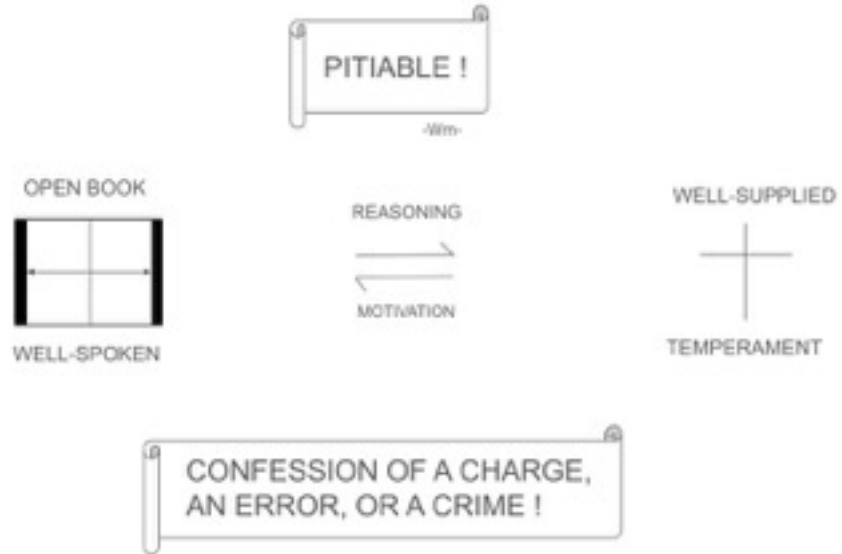 PITIABLE !
-Wm-
OPEN BOOK
REASONING
WELL-SUPPLIED
MOTIVATION
WELL-SPOKEN
TEMPERAMENT
CONFESSION OF A CHARGE,
AN ERROR, OR A CRIME !